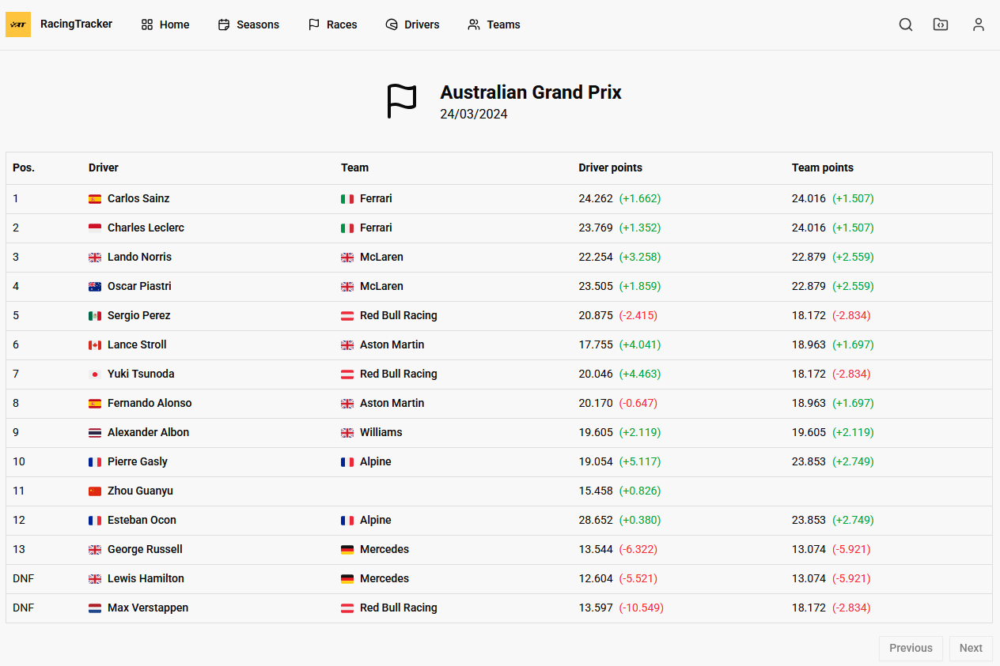 RacingTracker Home Seasons Races Drivers Teams
Australian Grand Prix
24/03/2024
Pos. Driver Team Driver points Team points
1 Carlos Sainz Ferrari 24.262 (+1.662) 24.016 (+1.507)
2 Charles Leclerc Ferrari 23.769 (+1.352) 24.016 (+1.507)
3 Lando Norris McLaren 22.254 (+3.258) 22.879 (+2.559)
4 Oscar Piastri McLaren 23.505 (+1.859) 22.879 (+2.559)
5 Sergio Perez Red Bull Racing 20.875 (-2.415) 18.172 (-2.834)
6 Lance Stroll Aston Martin 17.755 (+4.041) 18.963 (+1.697)
7 Yuki Tsunoda Red Bull Racing 20.046 (+4.463) 18.172 (-2.834)
8 Fernando Alonso Aston Martin 20.170 (-0.647) 18.963 (+1.697)
9 Alexander Albon Williams 19.605 (+2.119) 19.605 (+2.119)
10 Pierre Gasly Alpine 19.054 (+5.117) 23.853 (+2.749)
11 Zhou Guanyu 15.458 (+0.826)
12 Esteban Ocon Alpine 28.652 (+0.380) 23.853 (+2.749)
13 George Russell Mercedes 13.544 (-6.322) 13.074 (-5.921)
DNF Lewis Hamilton Mercedes 12.604 (-5.521) 13.074 (-5.921)
DNF Max Verstappen Red Bull Racing 13.597 (-10.549) 18.172 (-2.834)
Previous Next